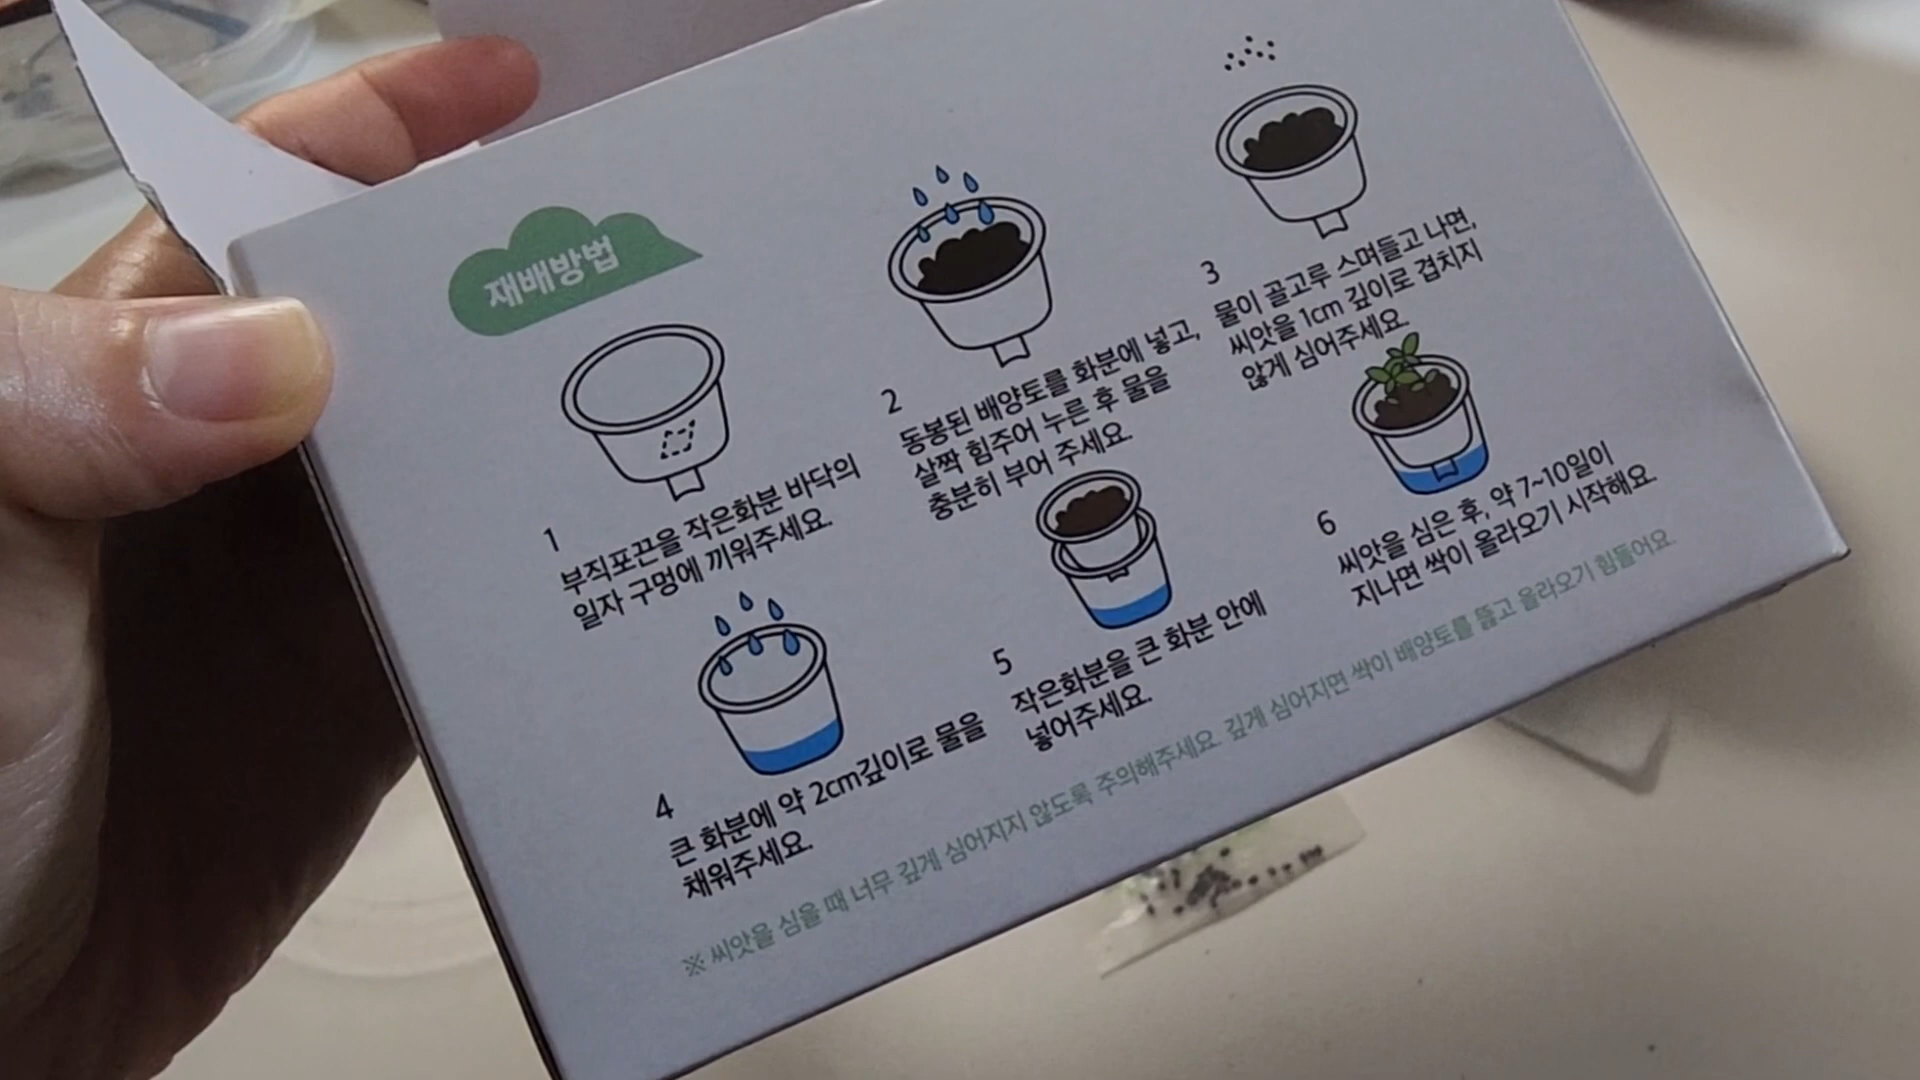 재배방법
1
부직포끈을 작은화분 바닥의
일자 구멍에 끼워주세요.
2
동봉된 배양토를 화분에 넣고,
살짝 힘주어 누른 후 물을
충분히 부어 주세요.
3
물이 골고루 스며들고 나면,
씨앗을 1cm 깊이로 겹치지
않게 심어주세요.
4
큰 화분에 약 2cm깊이로 물을
채워주세요.
5
작은화분을 큰 화분 안에
넣어주세요.
6
씨앗을 심은 후, 약 7~10일이
지나면 싹이 올라오기 시작해요.
※ 씨앗을 심을 때 너무 깊게 심어지지 않도록 주의해주세요. 깊게 심어지면 싹이 배양토를 뚫고 올라오기 힘들어요.